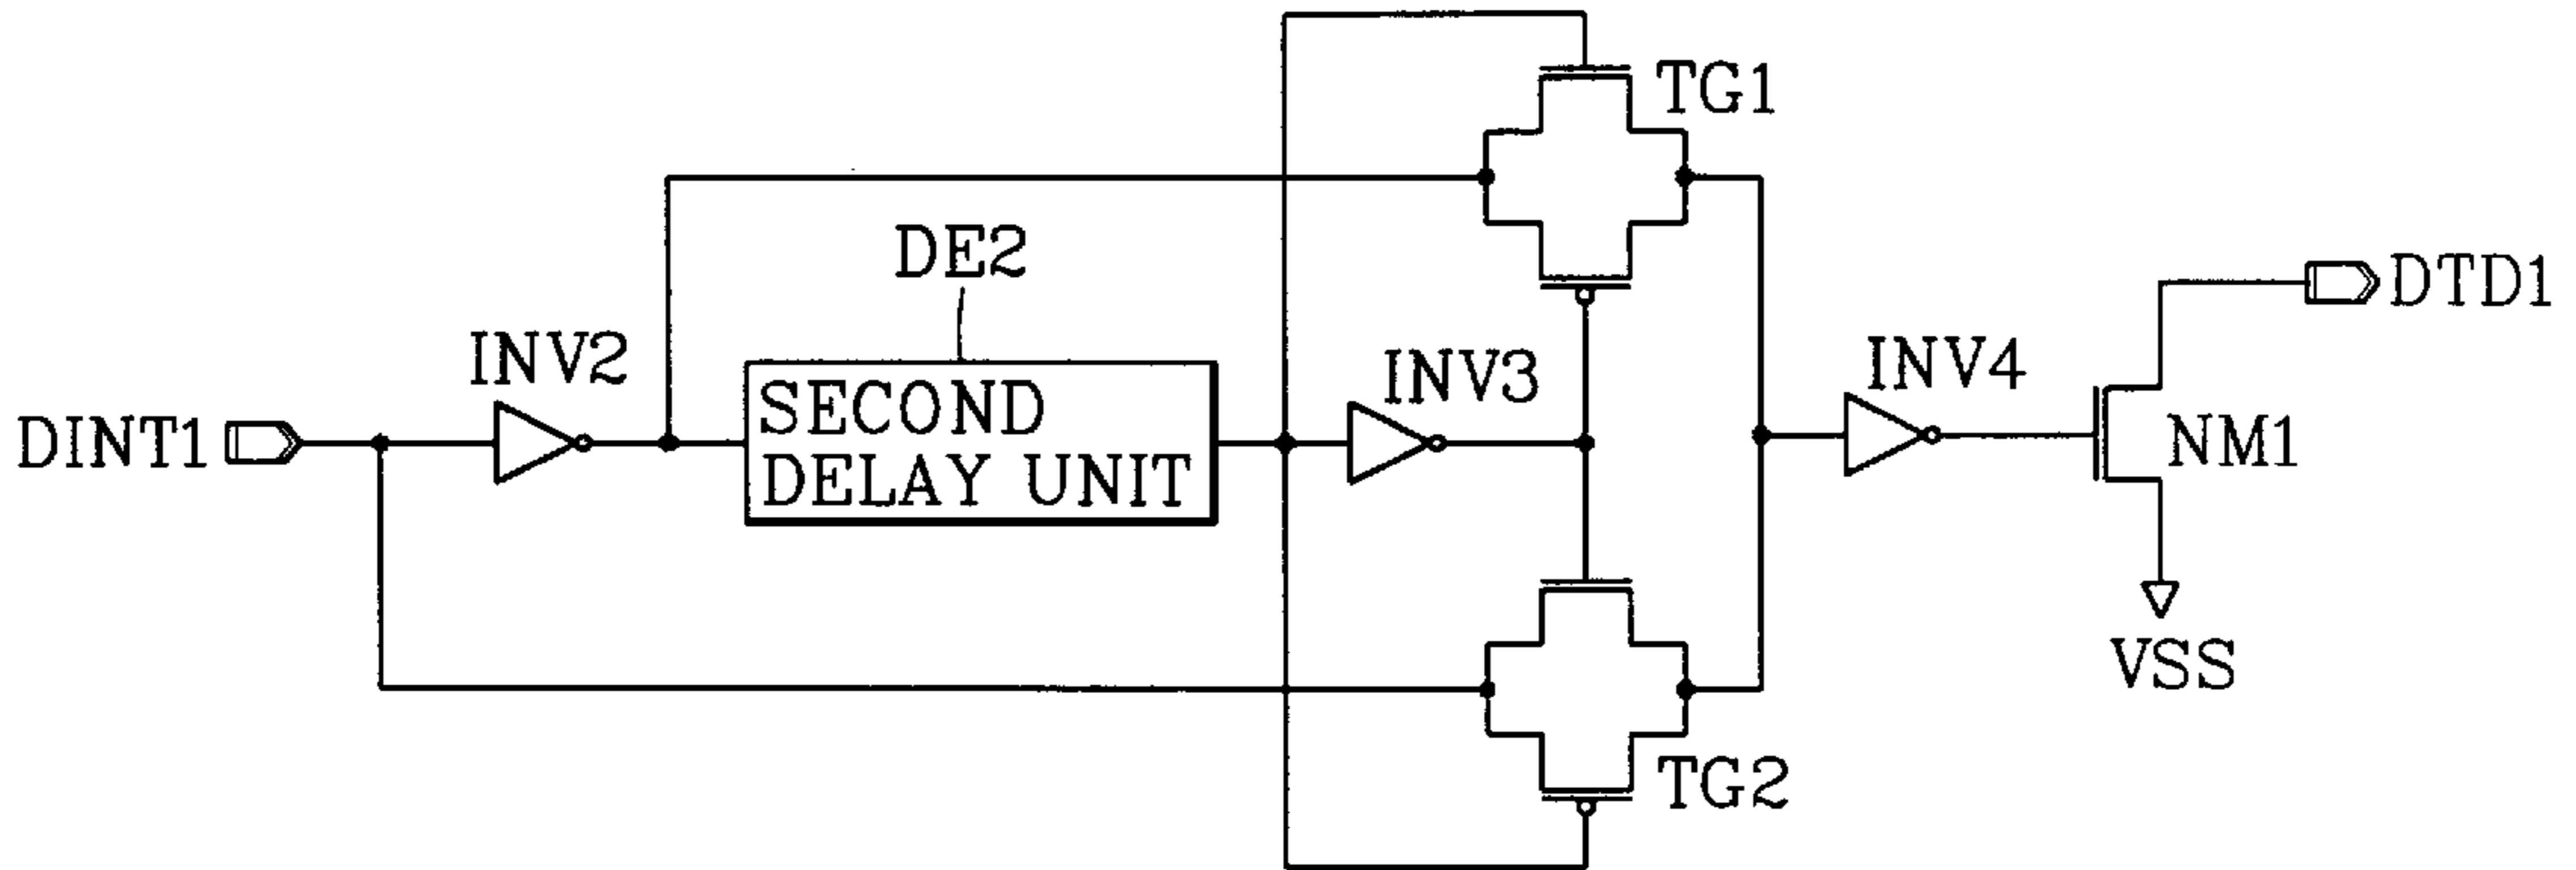 TG1
DE2
DTD1
INV2
INV3
INV4
DINT1
SECOND
DELAY UNIT
NM1
VSS
TG2